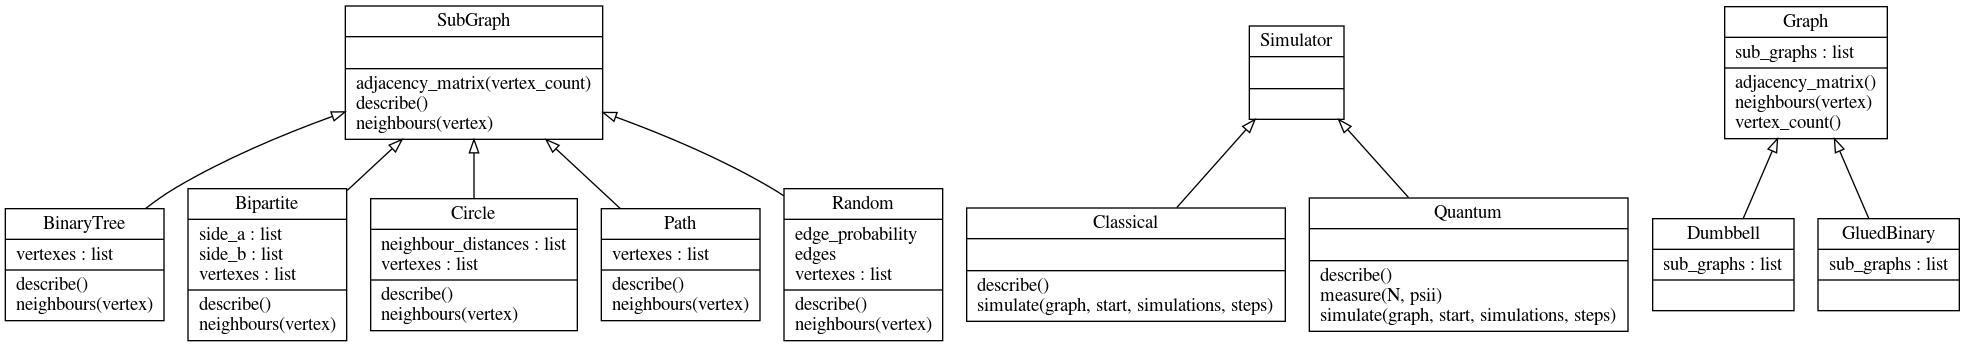 SubGraph
adjacency_matrix(vertex_count)
describe()
neighbours(vertex)
BinaryTree
vertexes : list
describe()
neighbours(vertex)
Bipartite
side_a : list
side_b : list
vertexes : list
describe()
neighbours(vertex)
Circle
neighbour_distances : list
vertexes : list
describe()
neighbours(vertex)
Path
vertexes : list
describe()
neighbours(vertex)
Random
edge_probability
edges
vertexes : list
describe()
neighbours(vertex)
Simulator
Classical
describe()
simulate(graph, start, simulations, steps)
Quantum
describe()
measure(N, psii)
simulate(graph, start, simulations, steps)
Graph
sub_graphs : list
adjacency_matrix()
neighbours(vertex)
vertex_count()
Dumbbell
sub_graphs : list
GluedBinary
sub_graphs : list